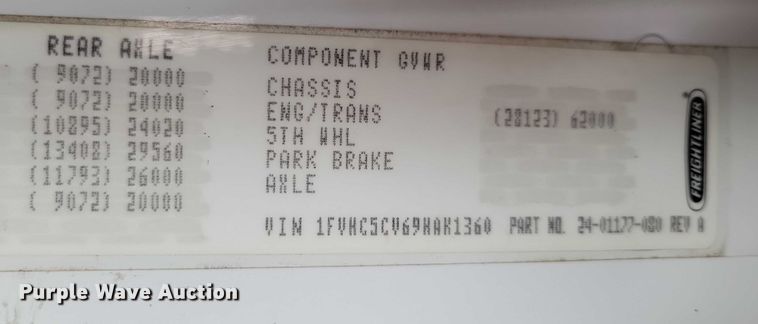 REAR AXLE
( 9072) 20000
( 9072) 20000
(10895) 24020
(13408) 29560
(11793) 26000
( 9072) 20000
COMPONENT GVWR
CHASSIS
ENG/TRANS (28123) 62000
5TH WHL
PARK BRAKE
AXLE
VIN 1FVHC5CV69HAK1360 PART NO. 24-01177-080 REV A
FREIGHTLINER
Purple Wave Auction